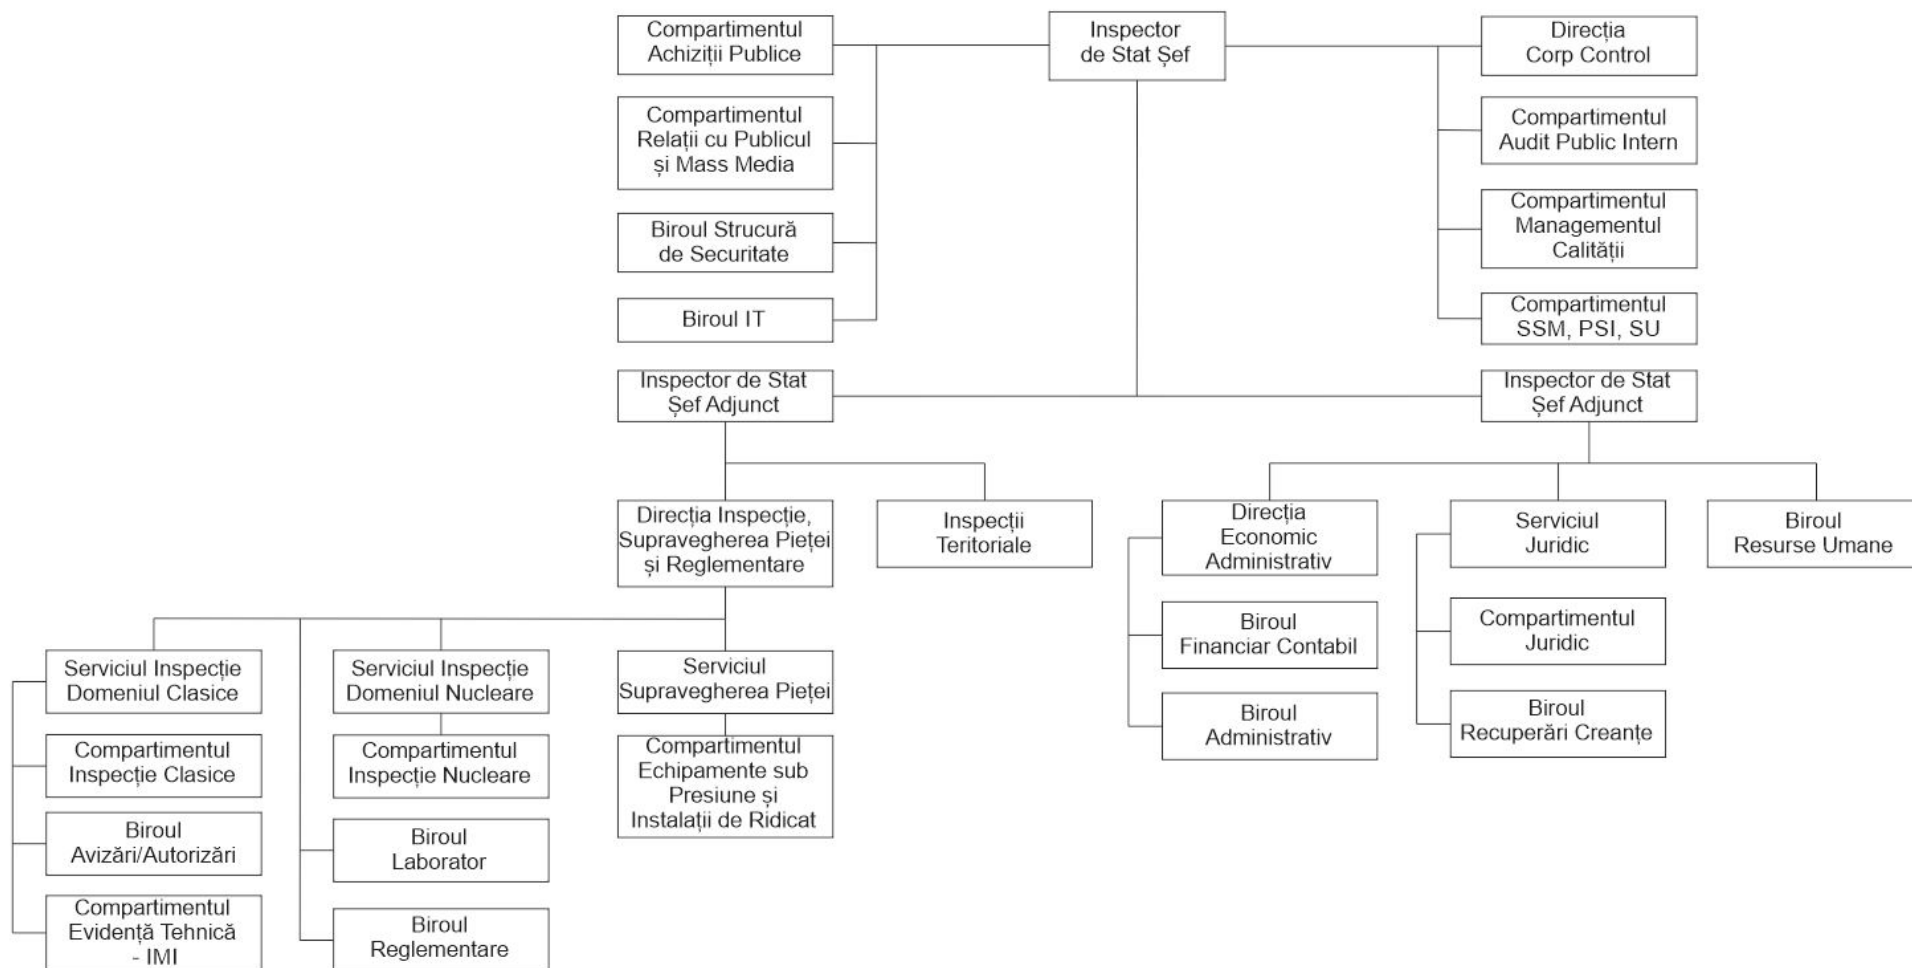 Compartimentul
Achiziții Publice
Inspector
de Stat Șef
Direcția
Corp Control
Compartimentul
Relații cu Publicul
și Mass Media
Compartimentul
Audit Public Intern
Biroul Strucură
de Securitate
Compartimentul
Managementul
Calității
Biroul IT
Compartimentul
SSM, PSI, SU
Inspector de Stat
Șef Adjunct
Inspector de Stat
Șef Adjunct
Direcția Inspecție,
Supravegherea Pieței
și Reglementare
Inspecții
Teritoriale
Direcția
Economic
Administrativ
Serviciul
Juridic
Biroul
Resurse Umane
Biroul
Financiar Contabil
Compartimentul
Juridic
Biroul
Administrativ
Biroul
Recuperări Creanțe
Serviciul Inspecție
Domeniul Clasice
Serviciul Inspecție
Domeniul Nucleare
Serviciul
Supravegherea Pieței
Compartimentul
Inspecție Clasice
Compartimentul
Inspecție Nucleare
Compartimentul
Echipamente sub
Presiune și
Instalații de Ridicat
Biroul
Avizări/Autorizări
Biroul
Laborator
Compartimentul
Evidență Tehnică
- IMI
Biroul
Reglementare